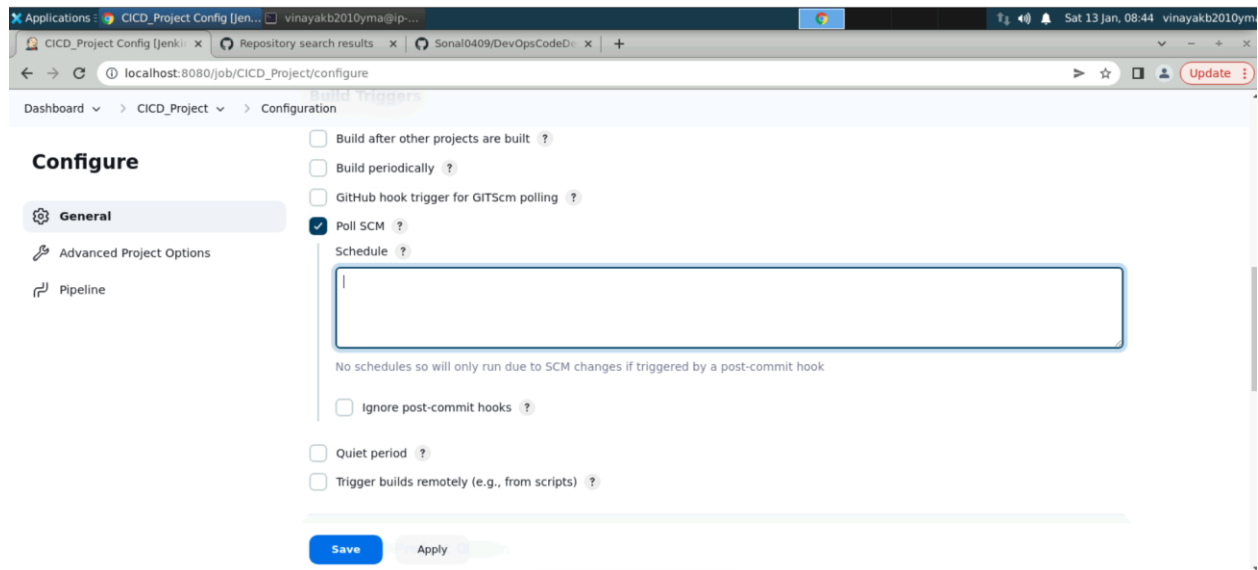 Applications CICD_Project Config [Jen... vinayakb2010yma@ip-... Sat 13 Jan, 08:44 vinayakb2010yma
CICD_Project Config [Jenki x Repository search results x Sonal0409/DevOpsCodeDe x +
localhost:8080/job/CICD_Project/configure Update
Dashboard > CICD_Project > Configuration
Build Triggers
Configure
General
Advanced Project Options
Pipeline
Build after other projects are built ?
Build periodically ?
GitHub hook trigger for GITScm polling ?
Poll SCM ?
Schedule ?
No schedules so will only run due to SCM changes if triggered by a post-commit hook
Ignore post-commit hooks ?
Quiet period ?
Trigger builds remotely (e.g., from scripts) ?
Save Apply